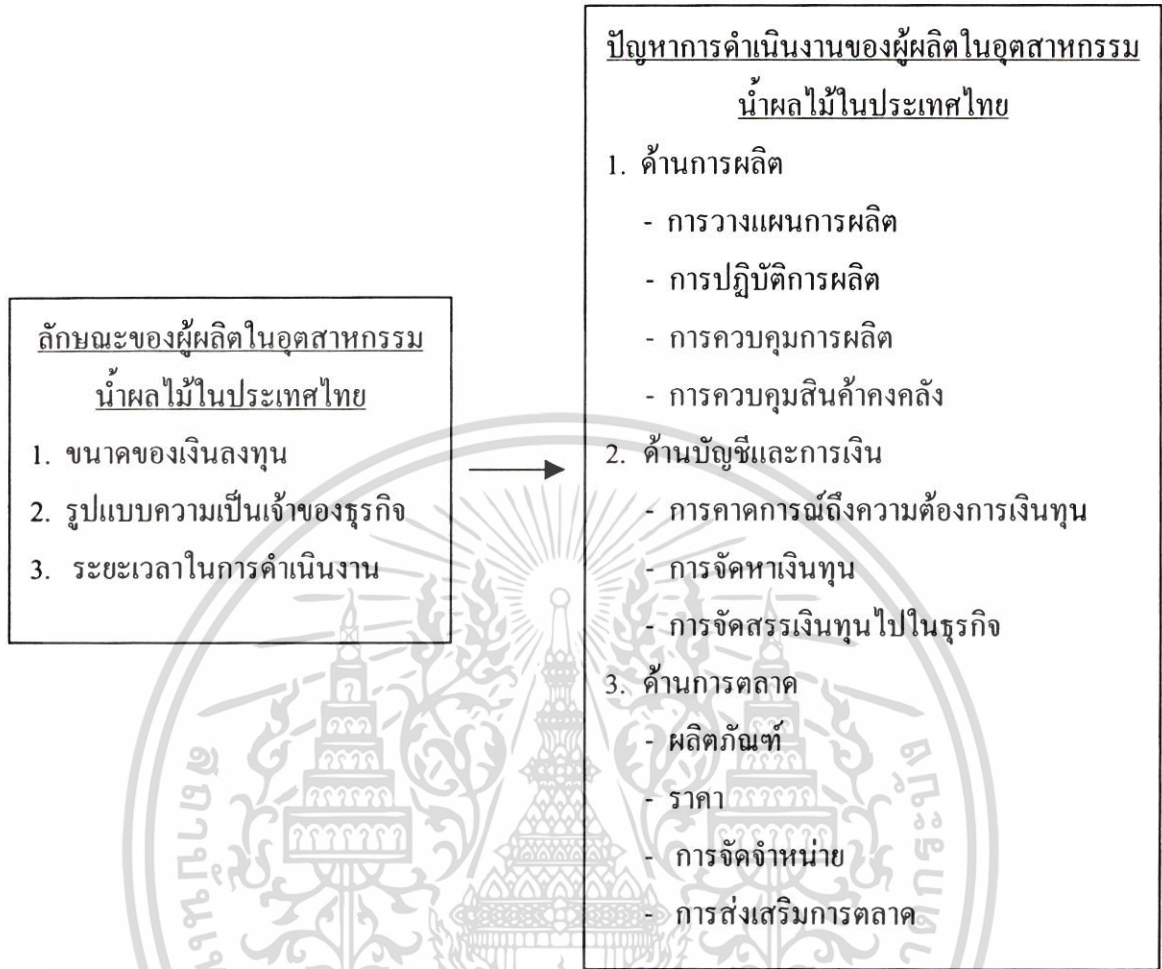 ลักษณะของผู้ผลิตในอุตสาหกรรม
น้ำผลไม้ในประเทศไทย
1. ขนาดของเงินลงทุน
2. รูปแบบความเป็นเจ้าของธุรกิจ
3. ระยะเวลาในการดำเนินงาน
ปัญหาการดำเนินงานของผู้ผลิตในอุตสาหกรรม
น้ำผลไม้ในประเทศไทย
1. ด้านการผลิต
- การวางแผนการผลิต
- การปฏิบัติการผลิต
- การควบคุมการผลิต
- การควบคุมสินค้าคงคลัง
2. ด้านบัญชีและการเงิน
- การคาดการณ์ถึงความต้องการเงินทุน
- การจัดหาเงินทุน
- การจัดสรรเงินทุนไปในธุรกิจ
3. ด้านการตลาด
- ผลิตภัณฑ์
- ราคา
- การจัดจำหน่าย
- การส่งเสริมการตลาด